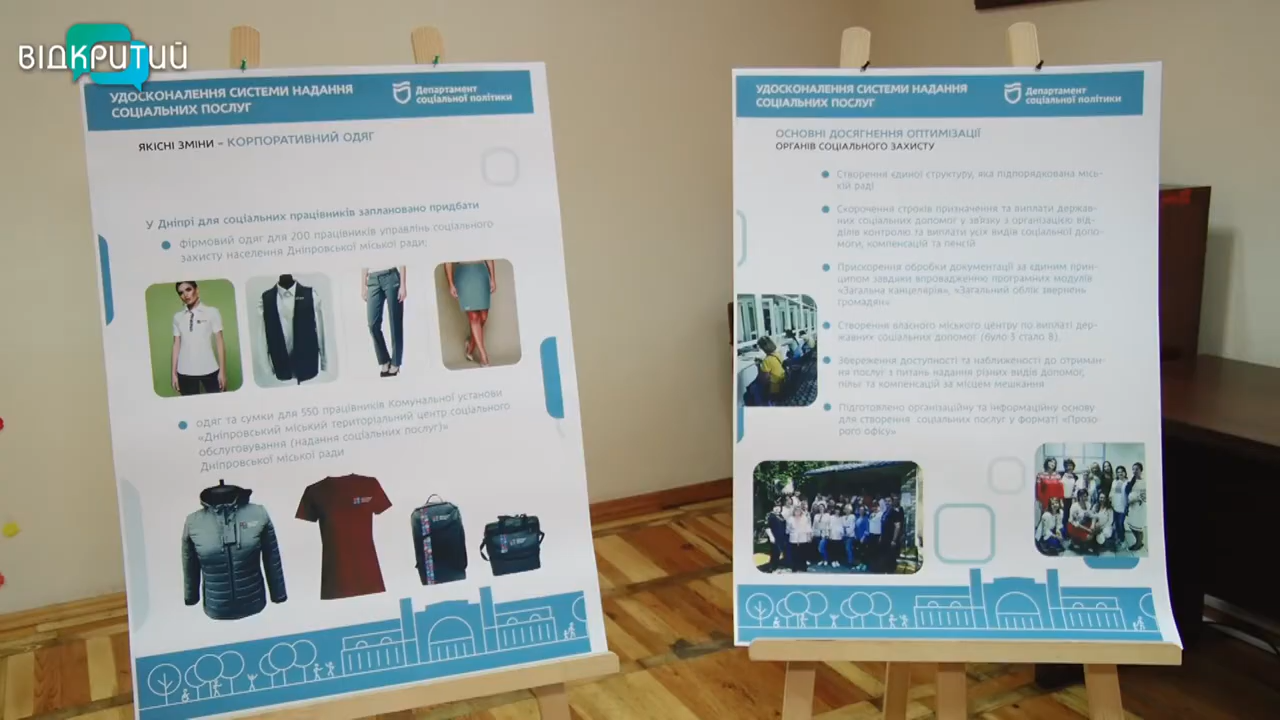 ВІДКРИТИЙ
УДОСКОНАЛЕННЯ СИСТЕМИ НАДАННЯ
СОЦІАЛЬНИХ ПОСЛУГ
Департамент
соціальної політики
ЯКІСНІ ЗМІНИ – КОРПОРАТИВНИЙ ОДЯГ
У Дніпрі для соціальних працівників заплановано придбати
фірмовий одяг для 200 працівників управлінь соціального
захисту населення Дніпровської міської ради;
одяг та сумки для 550 працівників Комунальної установи
«Дніпровський міський територіальний центр соціального
обслуговування (надання соціальних послуг)»
Дніпровської міської ради
УДОСКОНАЛЕННЯ СИСТЕМИ НАДАННЯ
СОЦІАЛЬНИХ ПОСЛУГ
Департамент
соціальної політики
ОСНОВНІ ДОСЯГНЕННЯ ОПТИМІЗАЦІЇ
ОРГАНІВ СОЦІАЛЬНОГО ЗАХИСТУ
Створення єдиної структуру, яка підпорядкована місь-
кій раді
Скорочення строків призначення та виплати держав-
них соціальних допомог у зв'язку з організацією від-
ділів контролю та виплати усіх видів соціальної допо-
моги, компенсацій та пенсій
Прискорення обробки документації за єдиним прин-
ципом завдяки впровадженню програмних модулів
«Загальна канцелярія», «Загальний облік звернень
громадян»
Створення власного міського центру по виплаті дер-
жавних соціальних допомог (було 3 стало 8).
Збереження доступності та наближеності до отриман-
ня послуг з питань надання різних видів допомог,
пільг та компенсацій за місцем мешкання
Підготовлено організаційну та інформаційну основу
для створення соціальних послуг у форматі «Прозо-
рого офісу»